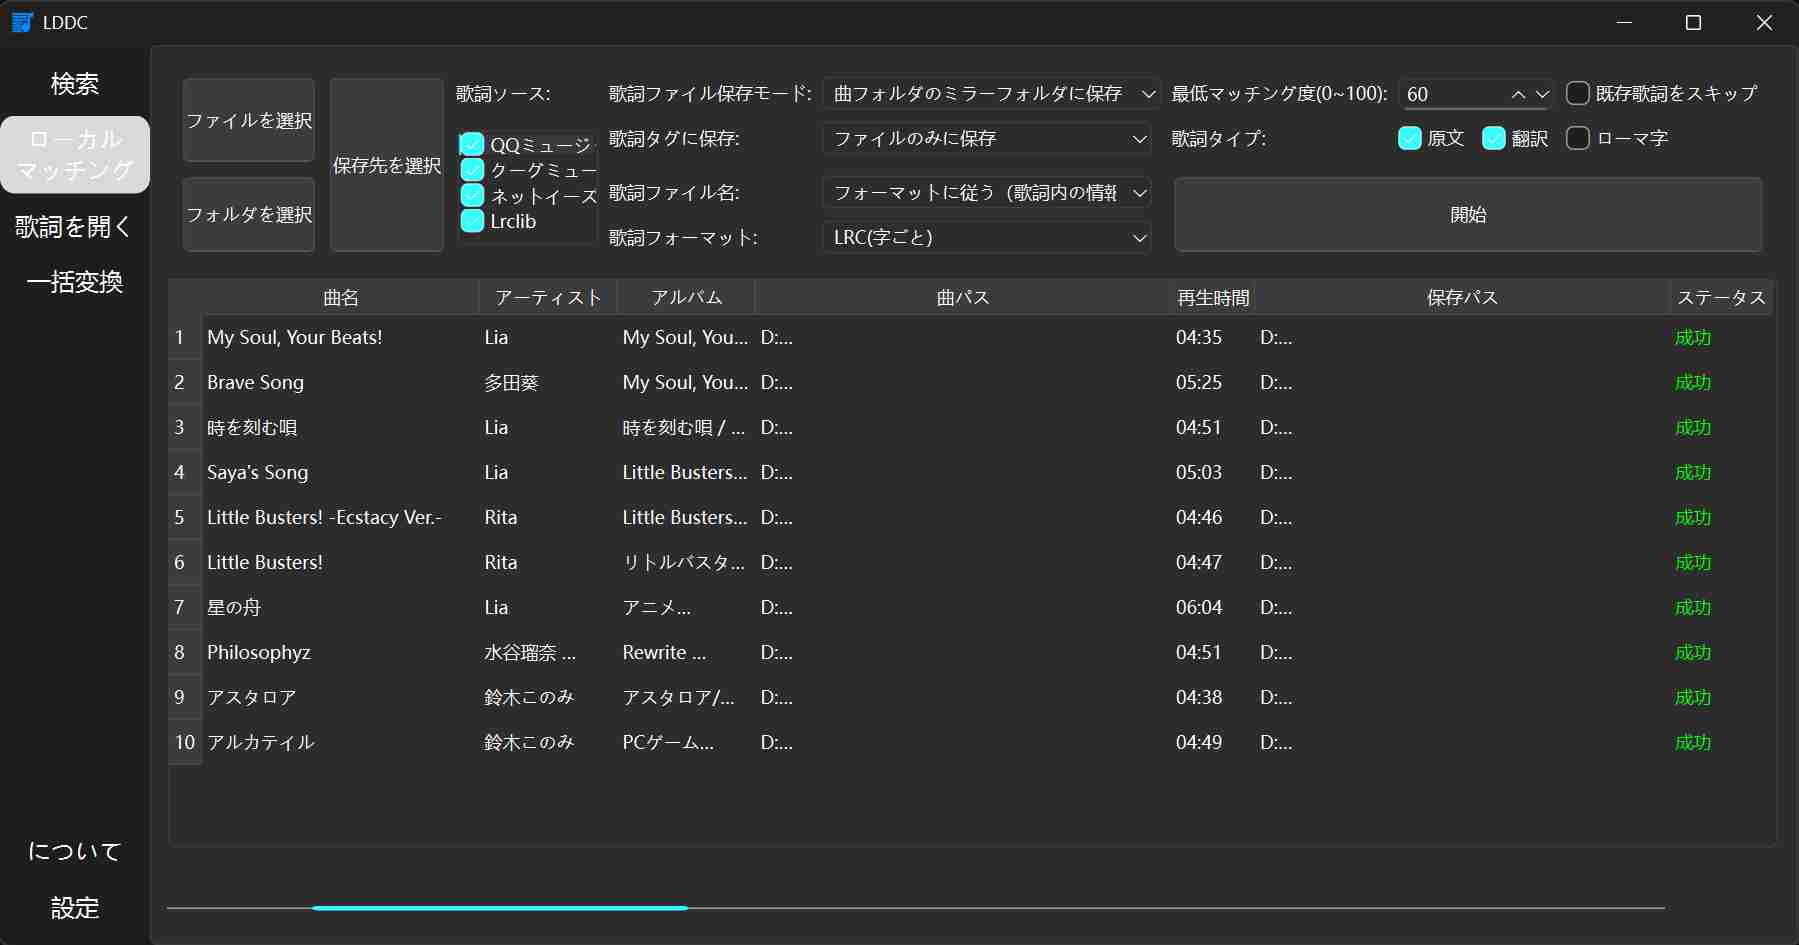 LDDC
検索
ローカル
マッチング
歌詞を開く
一括変換
について
設定
ファイルを選択
フォルダを選択
保存先を選択
歌詞ソース:
QQミュージ
クーグミュー
ネットイーズ
Lrclib
歌詞ファイル保存モード: 曲フォルダのミラーフォルダに保存
歌詞タグに保存: ファイルのみに保存
歌詞ファイル名: フォーマットに従う（歌詞内の情報
歌詞フォーマット: LRC(字ごと)
最低マッチング度(0~100): 60 既存歌詞をスキップ
歌詞タイプ: 原文 翻訳 ローマ字
開始
曲名 アーティスト アルバム 曲パス 再生時間 保存パス ステータス
1 My Soul, Your Beats! Lia My Soul, You... D:... 04:35 D:... 成功
2 Brave Song 多田葵 My Soul, You... D:... 05:25 D:... 成功
3 時を刻む唄 Lia 時を刻む唄 / ... D:... 04:51 D:... 成功
4 Saya's Song Lia Little Busters... D:... 05:03 D:... 成功
5 Little Busters! -Ecstacy Ver.- Rita Little Busters... D:... 04:46 D:... 成功
6 Little Busters! Rita リトルバスタ... D:... 04:47 D:... 成功
7 星の舟 Lia アニメ... D:... 06:04 D:... 成功
8 Philosophyz 水谷瑠奈 ... Rewrite ... D:... 04:51 D:... 成功
9 アスタロア 鈴木このみ アスタロア/... D:... 04:38 D:... 成功
10 アルカテイル 鈴木このみ PCゲーム... D:... 04:49 D:... 成功